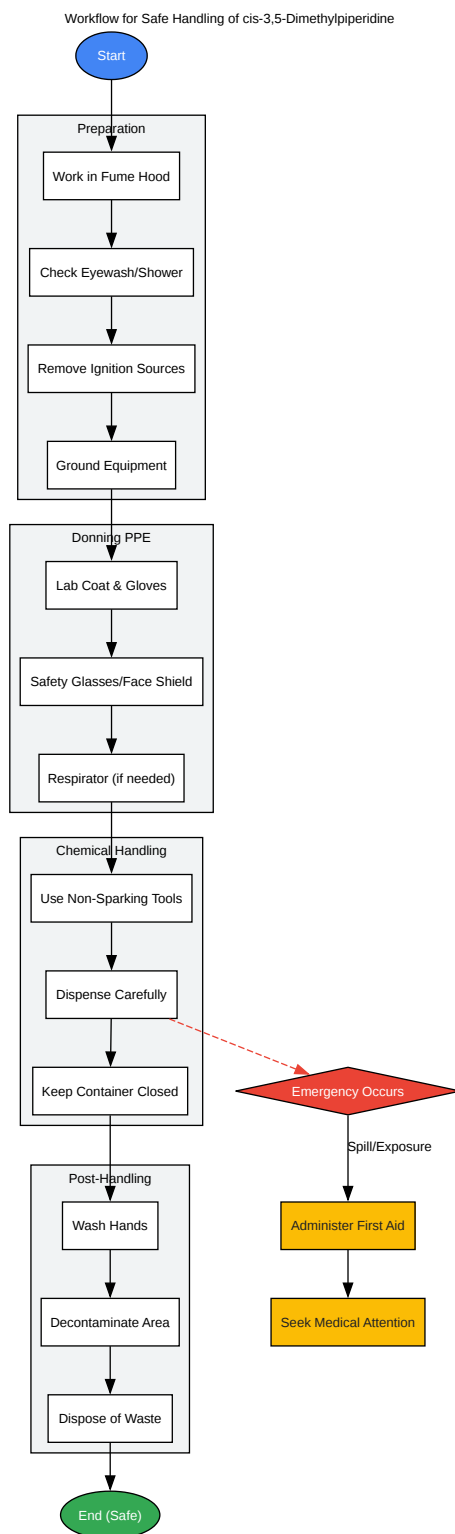 Workflow for Safe Handling of cis-3,5-Dimethylpiperidine
Start
Preparation
Work in Fume Hood
Check Eyewash/Shower
Remove Ignition Sources
Ground Equipment
Donning PPE
Lab Coat & Gloves
Safety Glasses/Face Shield
Respirator (if needed)
Chemical Handling
Use Non-Sparking Tools
Dispense Carefully
Keep Container Closed
Emergency Occurs
Spill/Exposure
Post-Handling
Wash Hands
Administer First Aid
Decontaminate Area
Seek Medical Attention
Dispose of Waste
End (Safe)